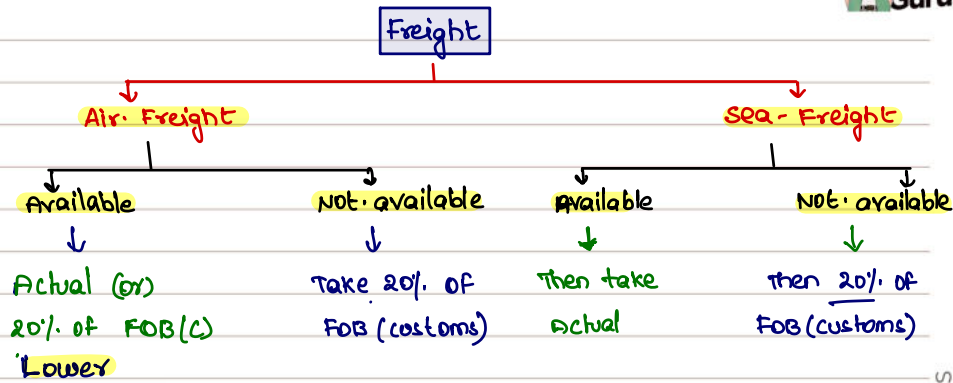 Guru
Freight
Air. Freight
Sea - Freight
Available
Not. available
Available
Not. available
Actual (or)
20% of FOB(C)
Lower
Take 20% of
FOB (customs)
Then take
Actual
Then 20% of
FOB (customs)
S